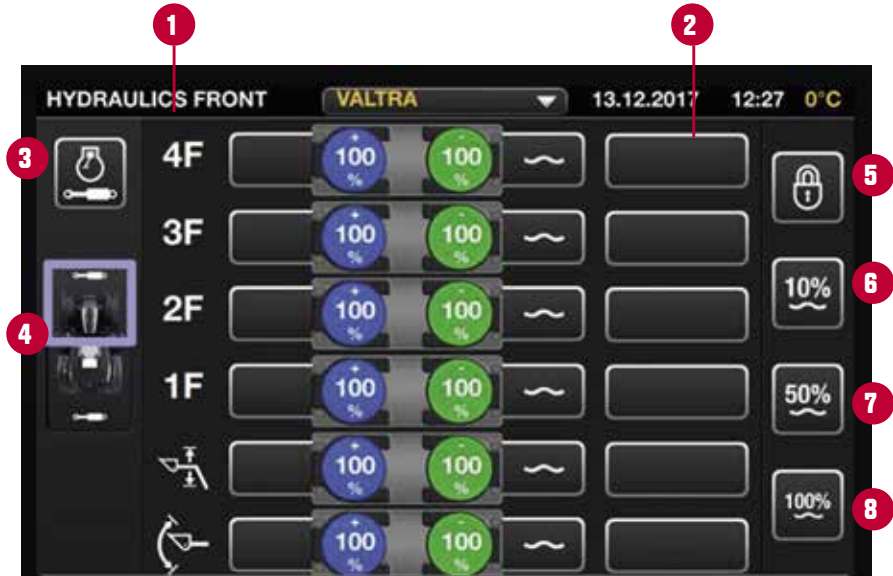 1 2
HYDRAULICS FRONT VALTRA 13.12.2017 12:27 0°C
3 4F + 100 % - 100 % 5
3F + 100 % - 100 %
4 2F + 100 % - 100 % 10% 6
1F + 100 % - 100 % 50% 7
+ 100 % - 100 % 100% 8
+ 100 % - 100 %